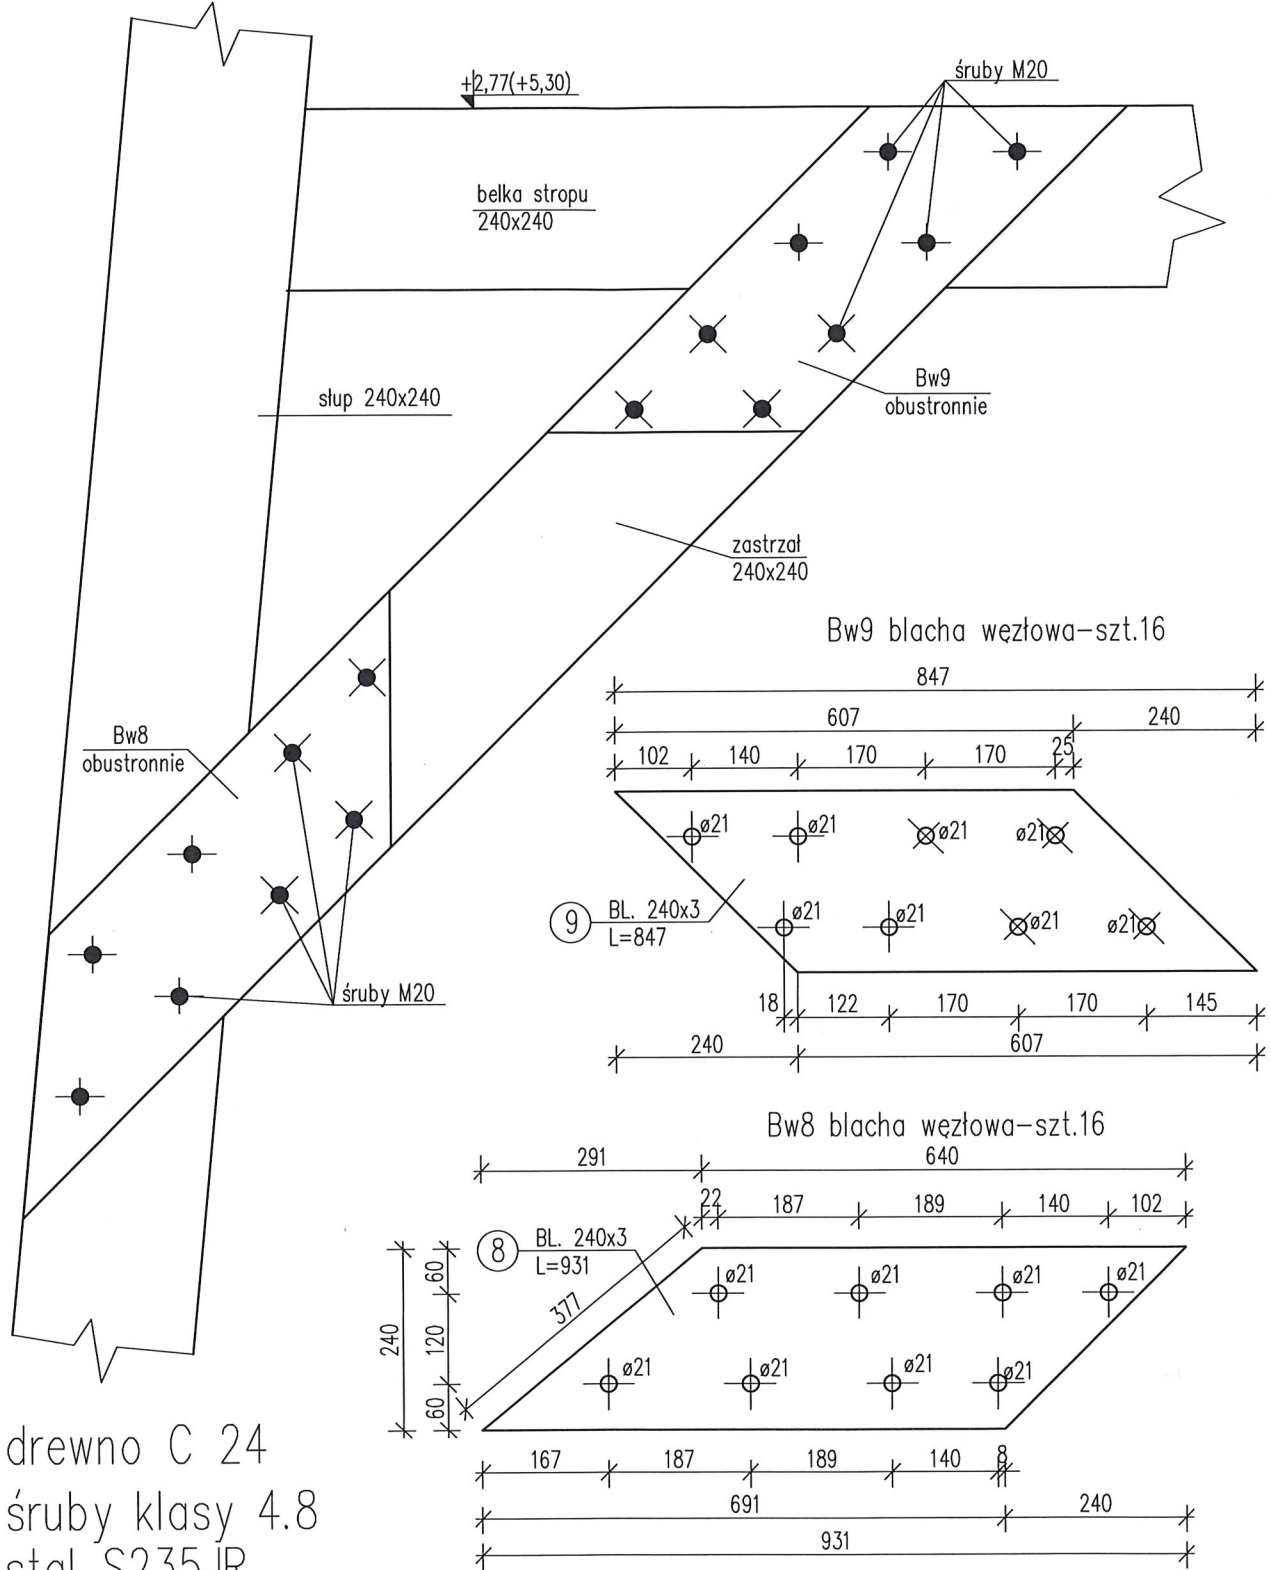 +2,77(+5,30)
śruby M20
belka stropu
240x240
słup 240x240
Bw9
obustronnie
zastrzał
240x240
Bw8
obustronnie
śruby M20
Bw9 blacha węzłowa-szt.16
847
607 240
102 140 170 170 25
ø21 ø21 ø21 ø21
9 BL. 240x3
L=847
ø21 ø21 ø21 ø21
18 122 170 170 145
240 607
Bw8 blacha węzłowa-szt.16
291 640
22 187 189 140 102
8 BL. 240x3
L=931
377
240
60
120
60
ø21 ø21 ø21 ø21
ø21 ø21 ø21 ø21
167 187 189 140 8
691 240
931
drewno C 24
śruby klasy 4.8
stal S235JR